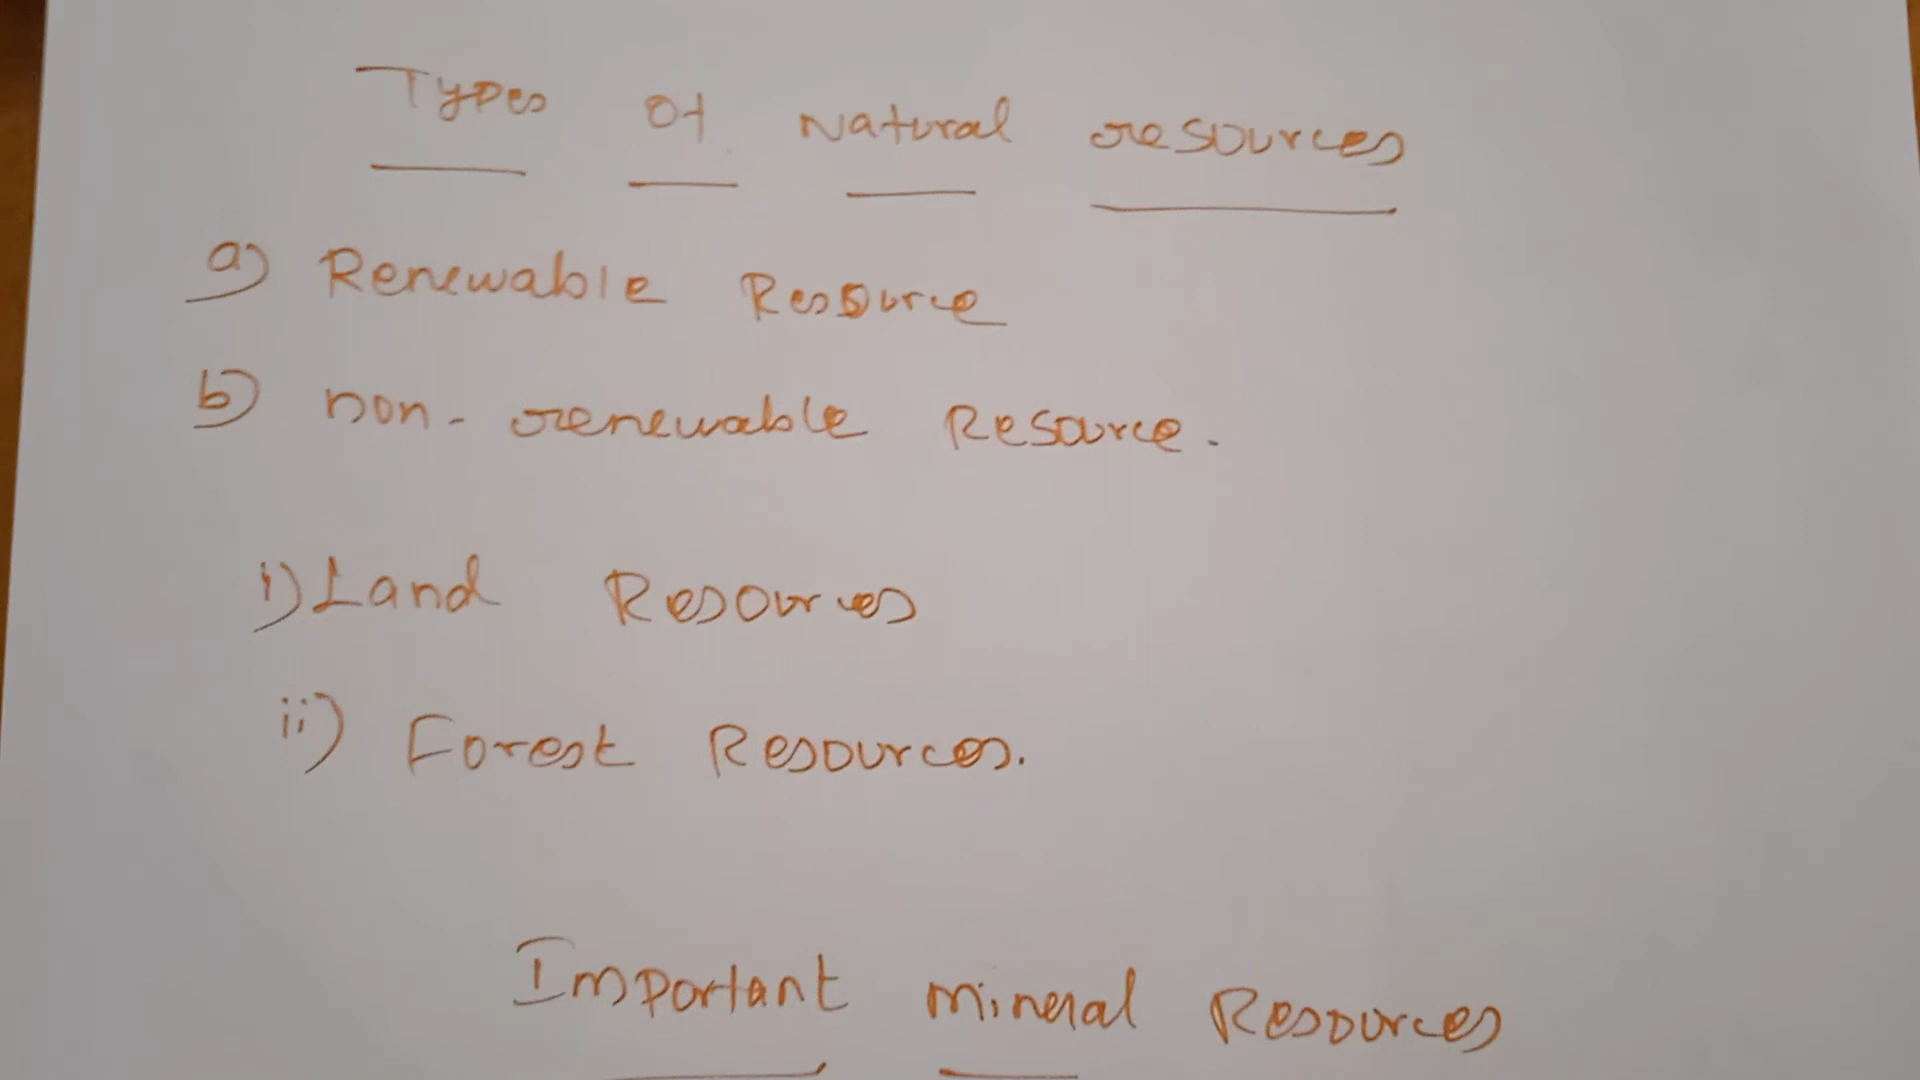 Types of Natural resources
a) Renewable Resource
b) non-renewable Resource.
i) Land Resources
ii) Forest Resources.
Important mineral Resources